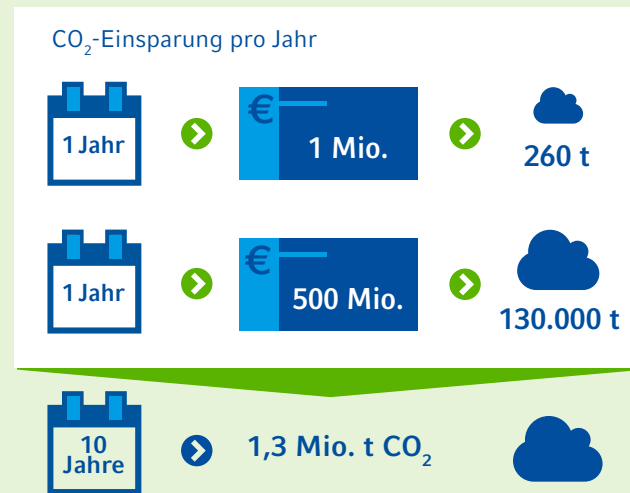 CO₂-Einsparung pro Jahr
1 Jahr
€
1 Mio.
260 t
1 Jahr
€
500 Mio.
130.000 t
10
Jahre
1,3 Mio. t CO₂